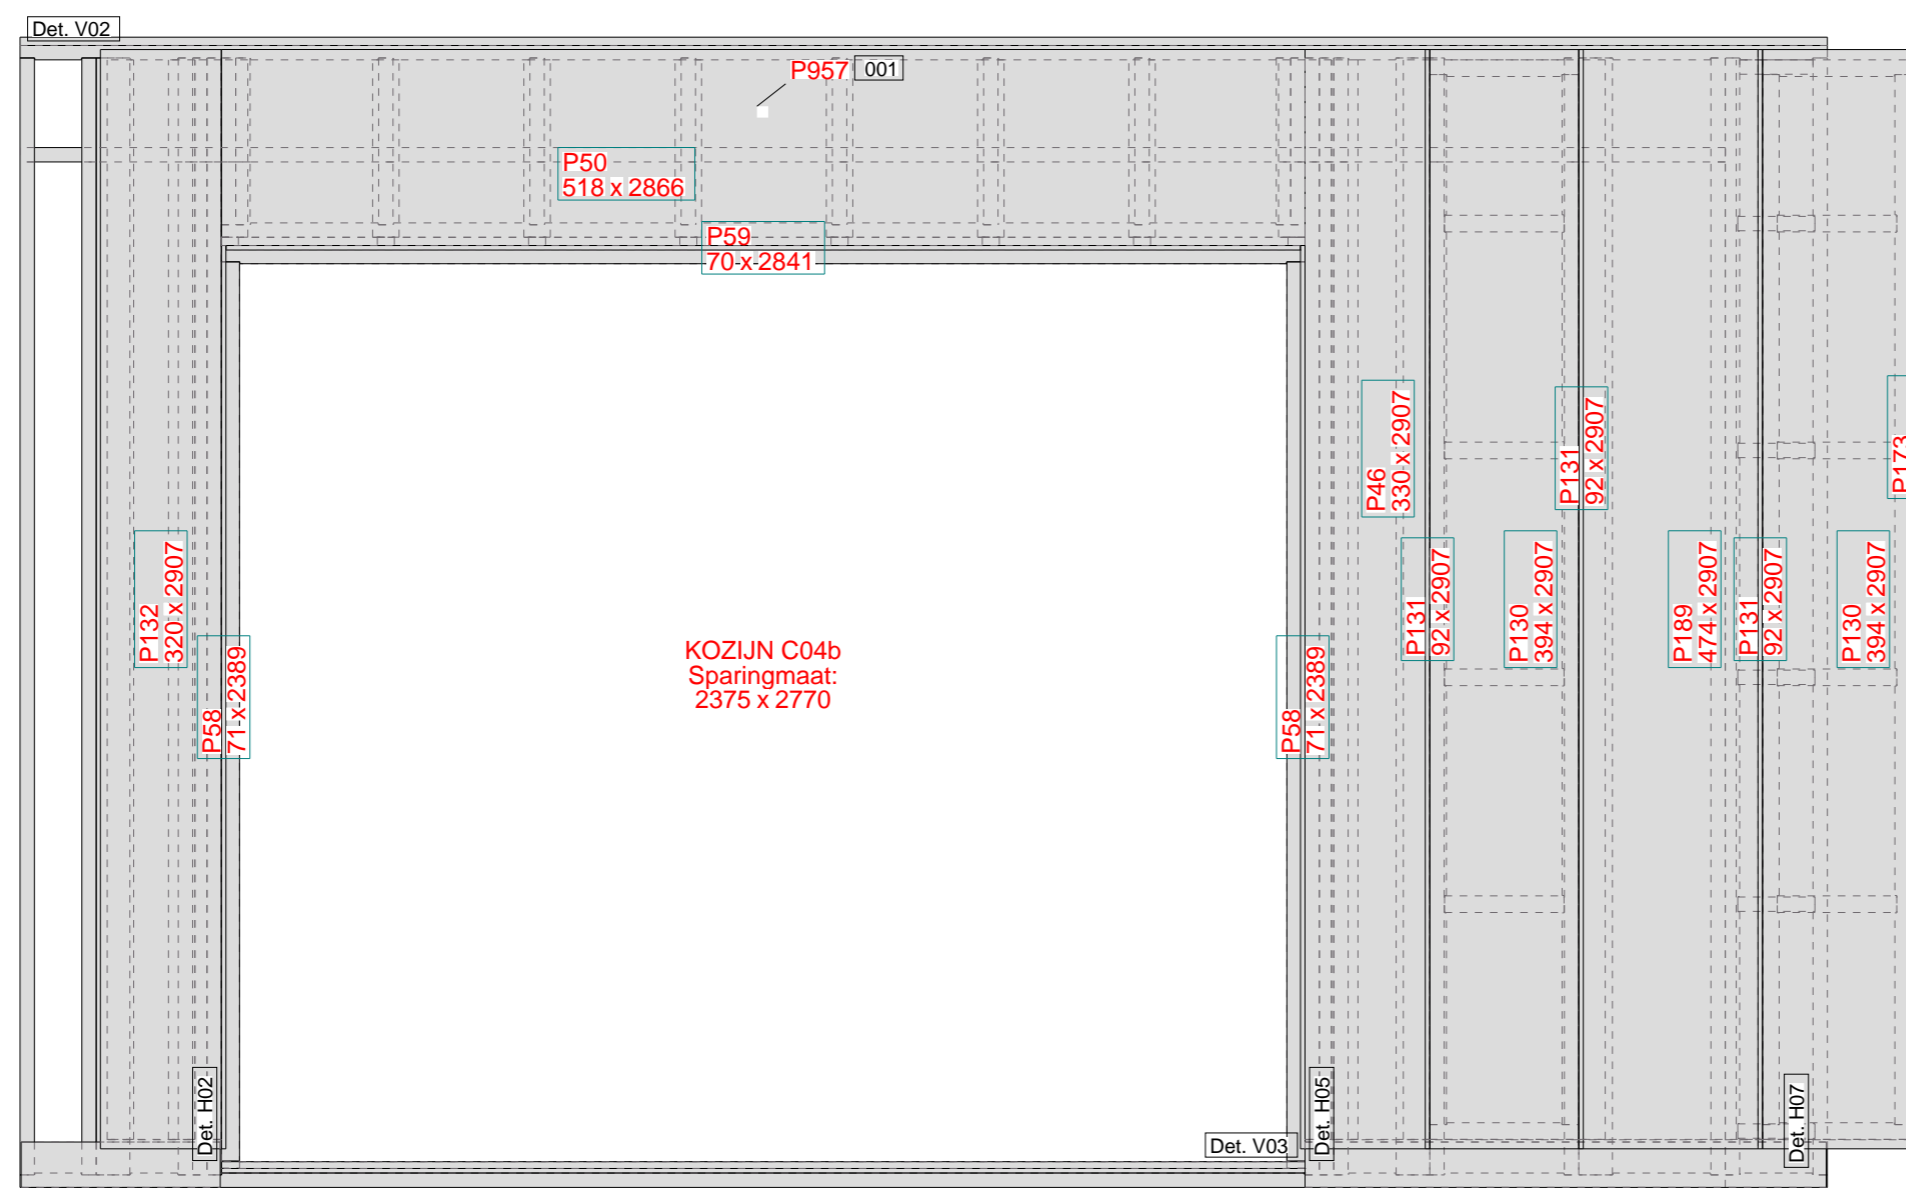 Det. V02
P957 001
P50
518 x 2866
P59
70 x 2841
P132
320 x 2907
P58
71 x 2389
KOZIJN C04b
Sparingmaat:
2375 x 2770
P58
71 x 2389
P46
330 x 2907
P131
92 x 2907
P130
394 x 2907
P131
92 x 2907
P189
474 x 2907
P131
92 x 2907
P130
394 x 2907
P173
Det. H02
Det. V03
Det. H05
Det. H07